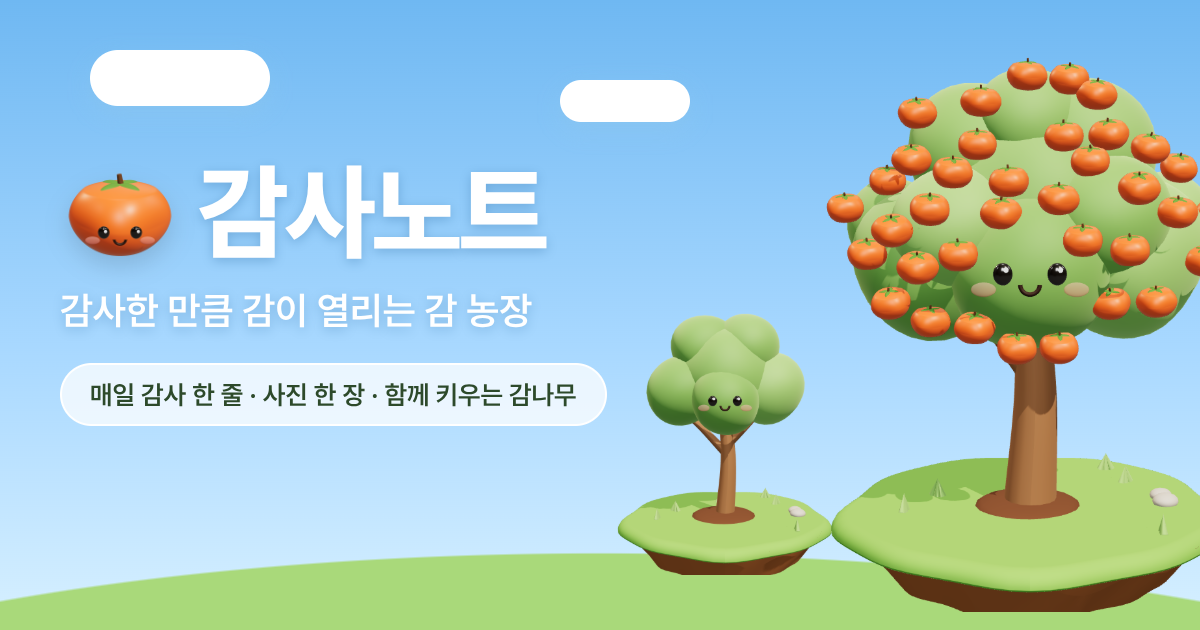 감사노트
감사한 만큼 감이 열리는 감 농장
매일 감사 한 줄 · 사진 한 장 · 함께 키우는 감나무